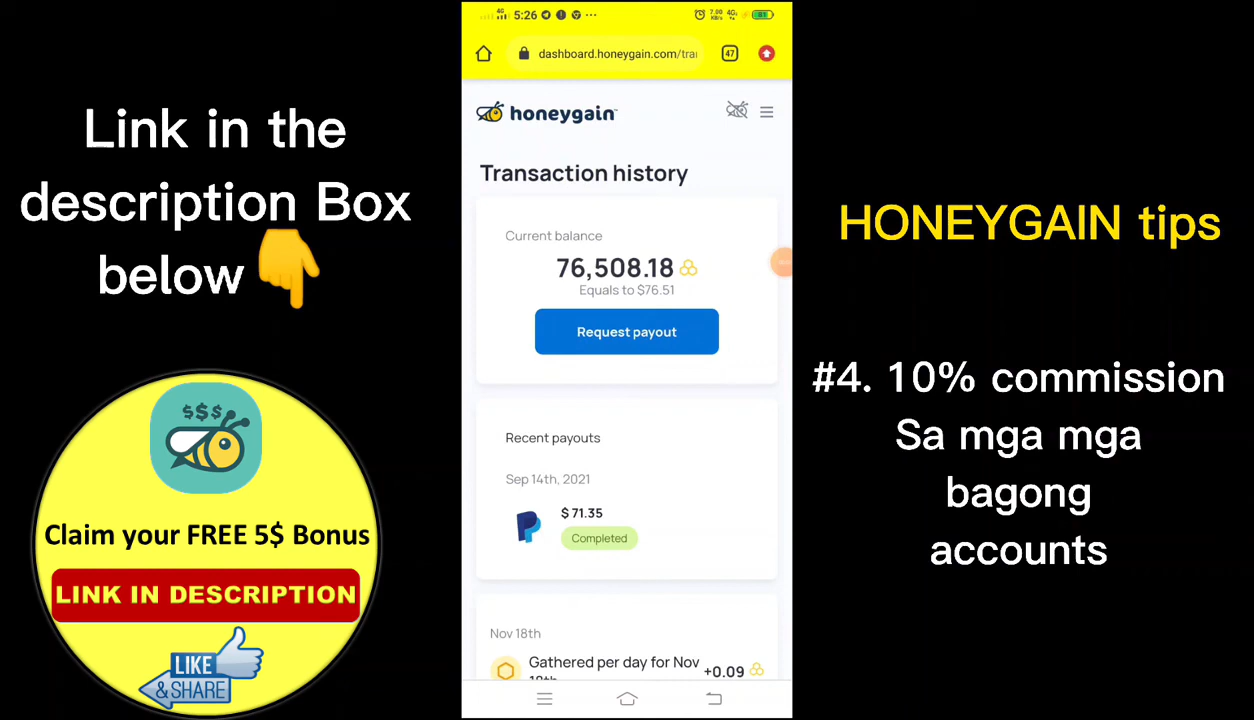 Link in the
description Box
below
$$$
Claim your FREE 5$ Bonus
LINK IN DESCRIPTION
LIKE
& SHARE
4G 5:26
4G
dashboard.honeygain.com/tra
47
honeygain
Transaction history
Current balance
76,508.18
Equals to $76.51
Request payout
Recent payouts
Sep 14th, 2021
$ 71.35
Completed
Nov 18th
Gathered per day for Nov
+0.09
HONEYGAIN tips
#4. 10% commission
Sa mga mga
bagong
accounts